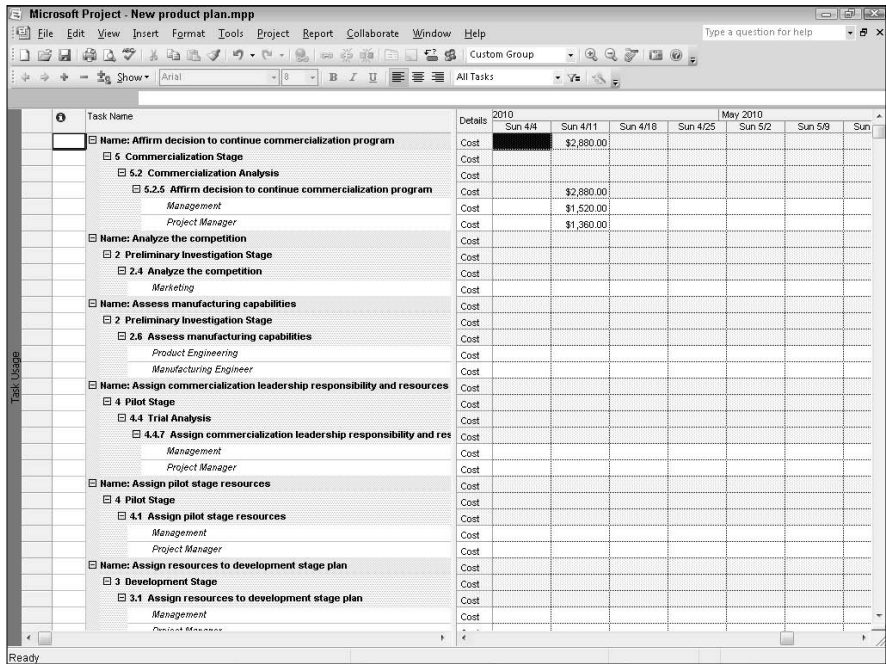 Microsoft Project - New product plan.mpp
File Edit View Insert Format Tools Project Report Collaborate Window Help
Type a question for help
Custom Group
Show
Arial
8
B I U
All Tasks
Task Name
Details
2010
May 2010
Sun 4/4 Sun 4/11 Sun 4/18 Sun 4/25 Sun 5/2 Sun 5/9 Sun
Name: Affirm decision to continue commercialization program Cost $2,880.00
5 Commercialization Stage Cost
5.2 Commercialization Analysis Cost
5.2.5 Affirm decision to continue commercialization program Cost $2,880.00
Management Cost $1,520.00
Project Manager Cost $1,360.00
Name: Analyze the competition Cost
2 Preliminary Investigation Stage Cost
2.4 Analyze the competition Cost
Marketing Cost
Name: Assess manufacturing capabilities Cost
2 Preliminary Investigation Stage Cost
2.6 Assess manufacturing capabilities Cost
Product Engineering Cost
Manufacturing Engineer Cost
Name: Assign commercialization leadership responsibility and resources Cost
4 Pilot Stage Cost
4.4 Trial Analysis Cost
4.4.7 Assign commercialization leadership responsibility and res Cost
Management Cost
Project Manager Cost
Name: Assign pilot stage resources Cost
4 Pilot Stage Cost
4.1 Assign pilot stage resources Cost
Management Cost
Project Manager Cost
Name: Assign resources to development stage plan Cost
3 Development Stage Cost
3.1 Assign resources to development stage plan Cost
Management Cost
Task Usage
Ready